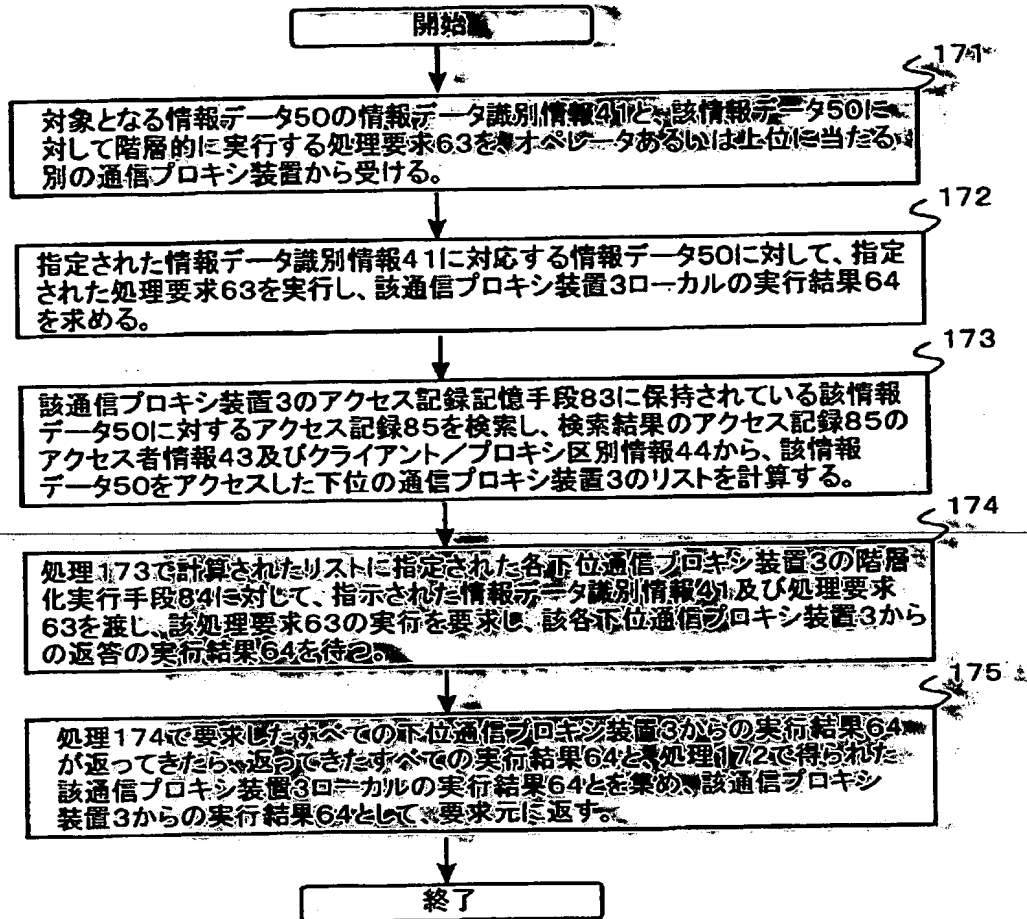 開始
171
対象となる情報データ50の情報データ識別情報41と、該情報データ50に
対して階層的に実行する処理要求63を、オペレータあるいは上位に当たる
別の通信プロキシ装置から受ける。
172
指定された情報データ識別情報41に対応する情報データ50に対して、指定
された処理要求63を実行し、該通信プロキシ装置3ローカルの実行結果64
を求める。
173
該通信プロキシ装置3のアクセス記録記憶手段83に保持されている該情報
データ50に対するアクセス記録85を検索し、検索結果のアクセス記録85の
アクセス者情報43及びクライアント／プロキシ区別情報44から、該情報
データ50をアクセスした下位の通信プロキシ装置3のリストを計算する。
174
処理173で計算されたリストに指定された各下位通信プロキシ装置3の階層
化実行手段84に対して、指示された情報データ識別情報41及び処理要求
63を渡し、該処理要求63の実行を要求し、該各下位通信プロキシ装置3から
の返答の実行結果64を待つ。
175
処理174で要求したすべての下位通信プロキシ装置3からの実行結果64
が返ってきたら、返ってきたすべての実行結果64と、処理172で得られた
該通信プロキシ装置3ローカルの実行結果64とを集め、該通信プロキシ
装置3からの実行結果64として、要求元に返す。
終了